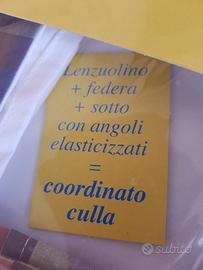 Lenzuolino
+ federa
+ sotto
con angoli
elasticizzati
=
coordinato
culla
subito